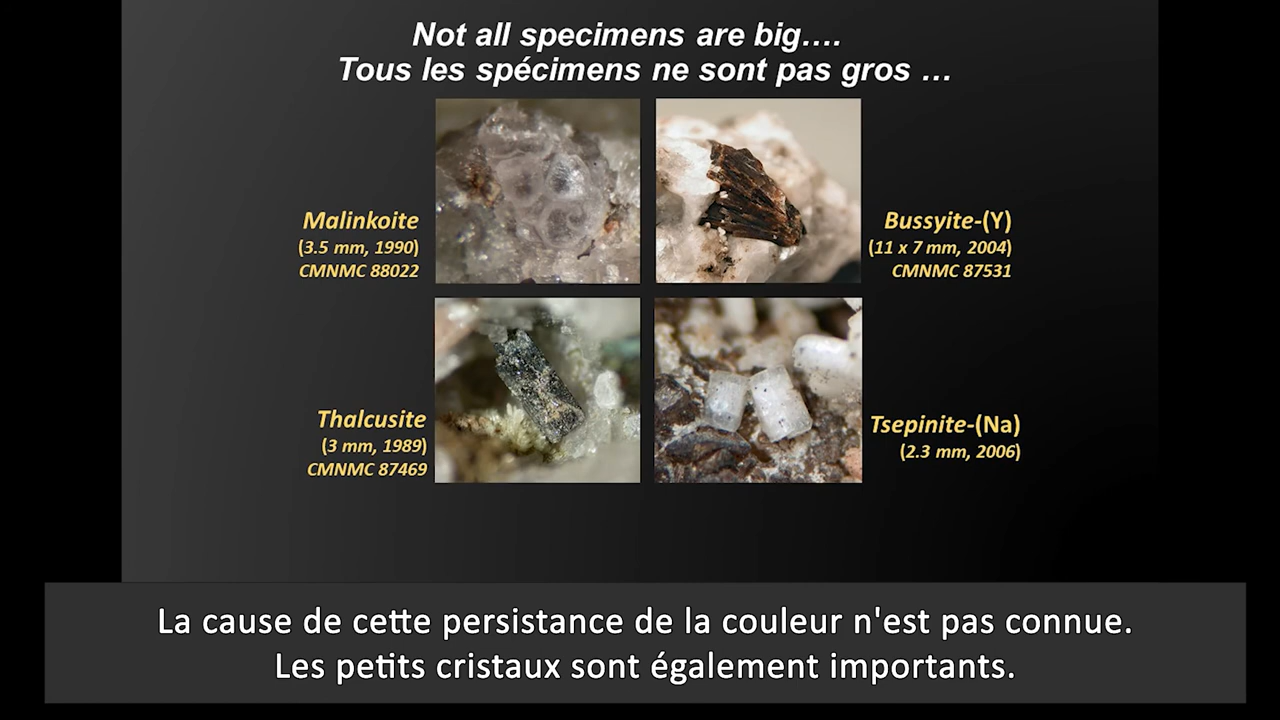 Not all specimens are big....
Tous les spécimens ne sont pas gros ...
Malinkoite
(3.5 mm, 1990)
CMNMC 88022
Bussyite-(Y)
(11 x 7 mm, 2004)
CMNMC 87531
Thalcusite
(3 mm, 1989)
CMNMC 87469
Tsepinite-(Na)
(2.3 mm, 2006)
La cause de cette persistance de la couleur n'est pas connue.
Les petits cristaux sont également importants.